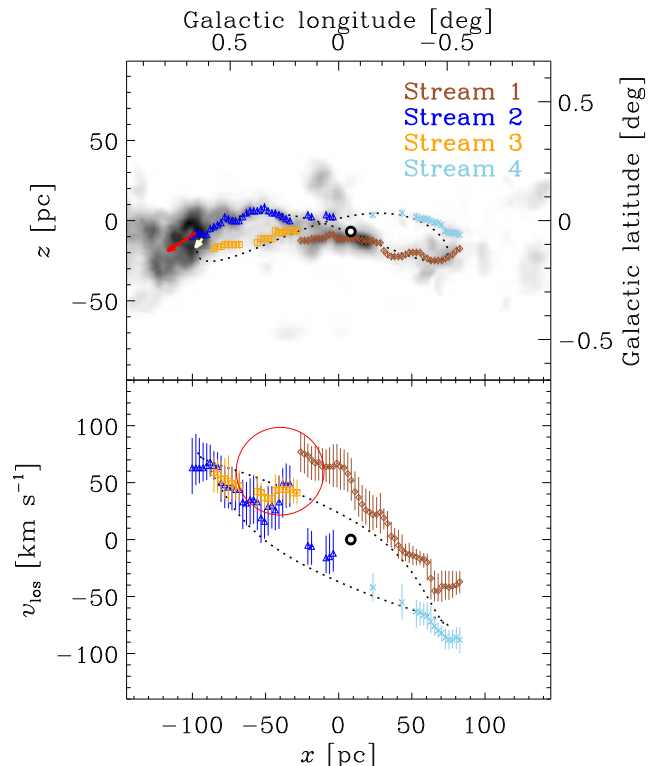 Galactic longitude [deg]
0.5 0 −0.5
Stream 1
Stream 2
Stream 3
Stream 4
50
0
−50
z [pc]
0.5
0
−0.5
Galactic latitude [deg]
100
50
0
−50
−100
v_los [km s⁻¹]
−100 −50 0 50 100
x [pc]